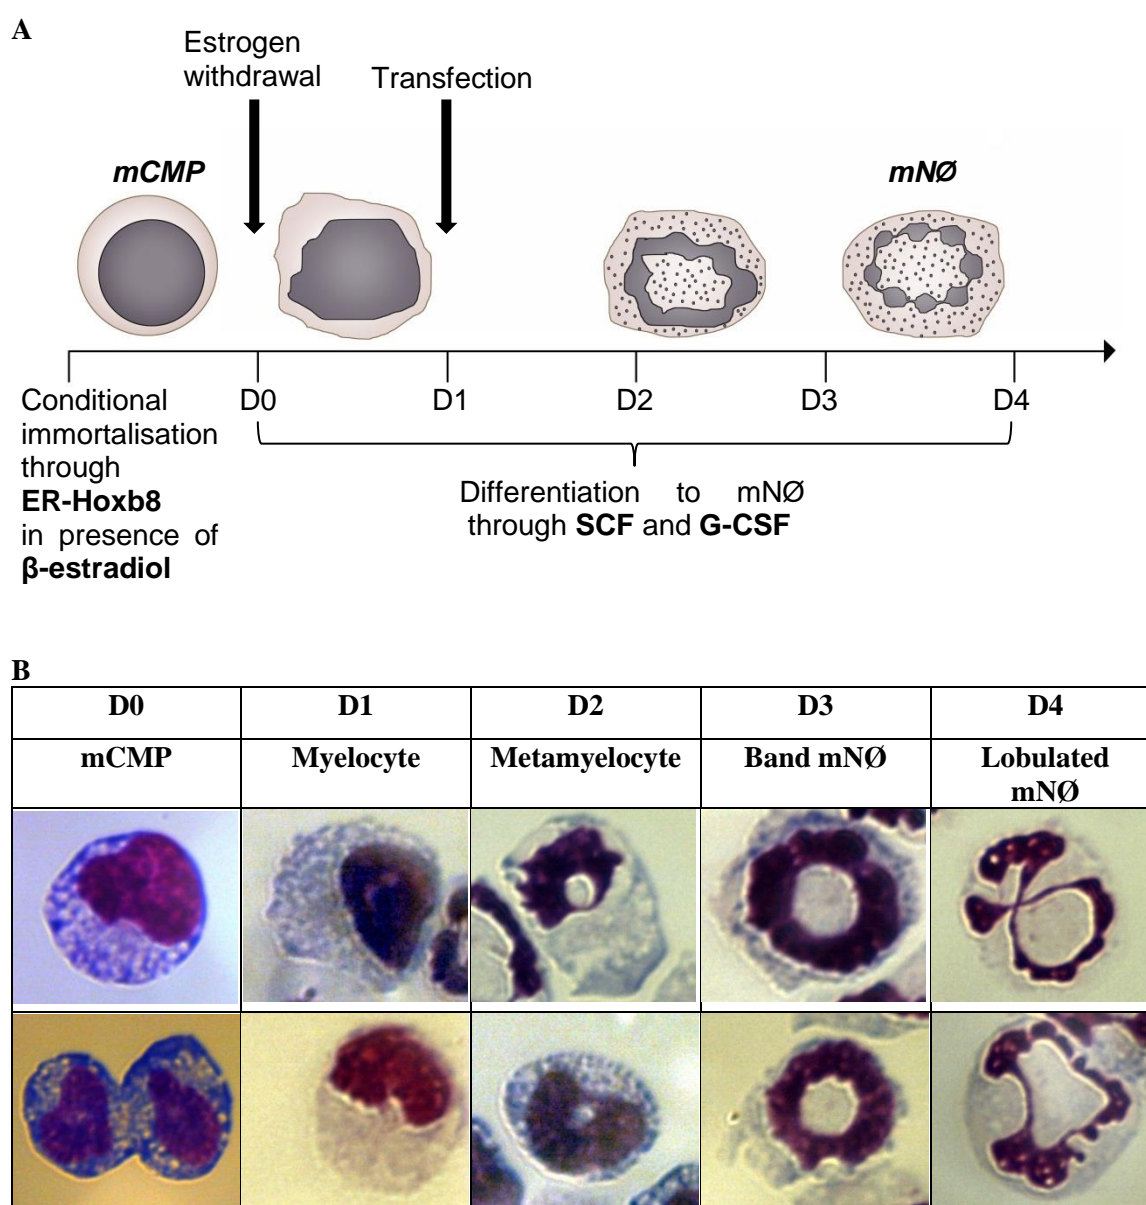 A
Estrogen
withdrawal
Transfection
mCMP
mNØ
D0
D1
D2
D3
D4
Conditional
immortalisation
through
ER-Hoxb8
in presence of
β-estradiol
Differentiation to mNØ
through SCF and G-CSF
B
D0 D1 D2 D3 D4
mCMP Myelocyte Metamyelocyte Band mNØ Lobulated
mNØ